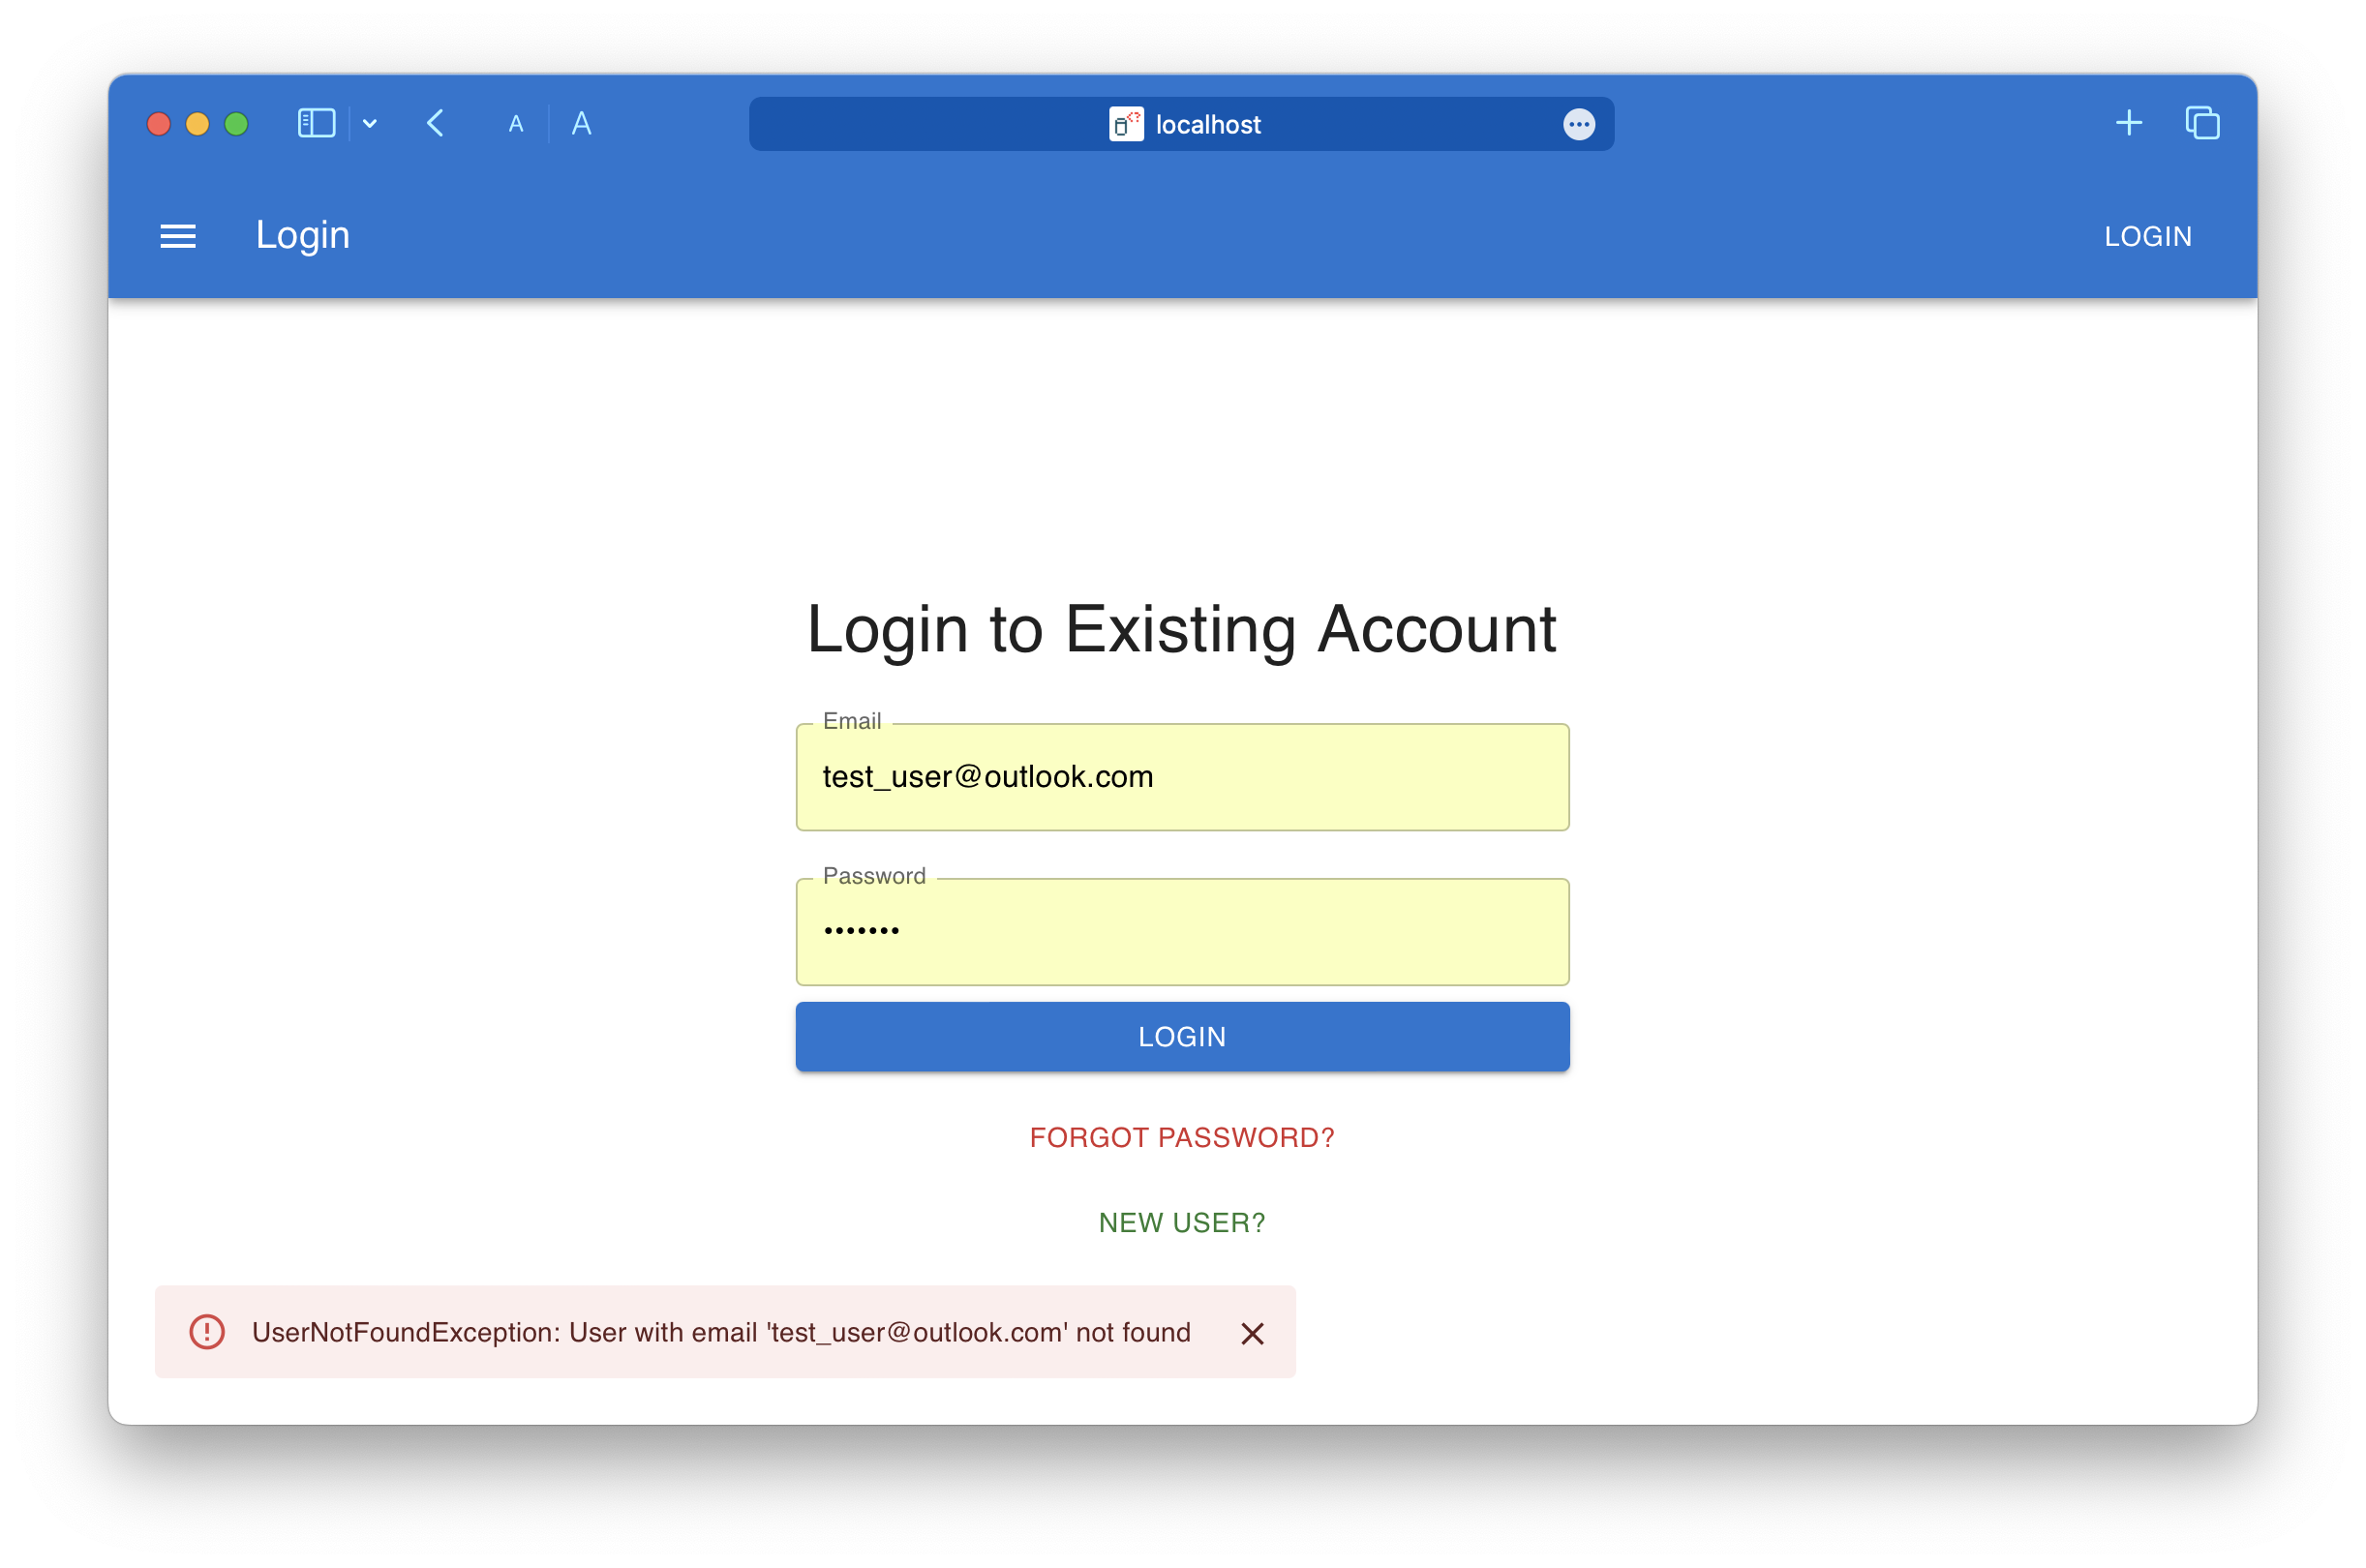 A A localhost
Login LOGIN
Login to Existing Account
Email
test_user@outlook.com
Password
•••••••
LOGIN
FORGOT PASSWORD?
NEW USER?
UserNotFoundException: User with email 'test_user@outlook.com' not found